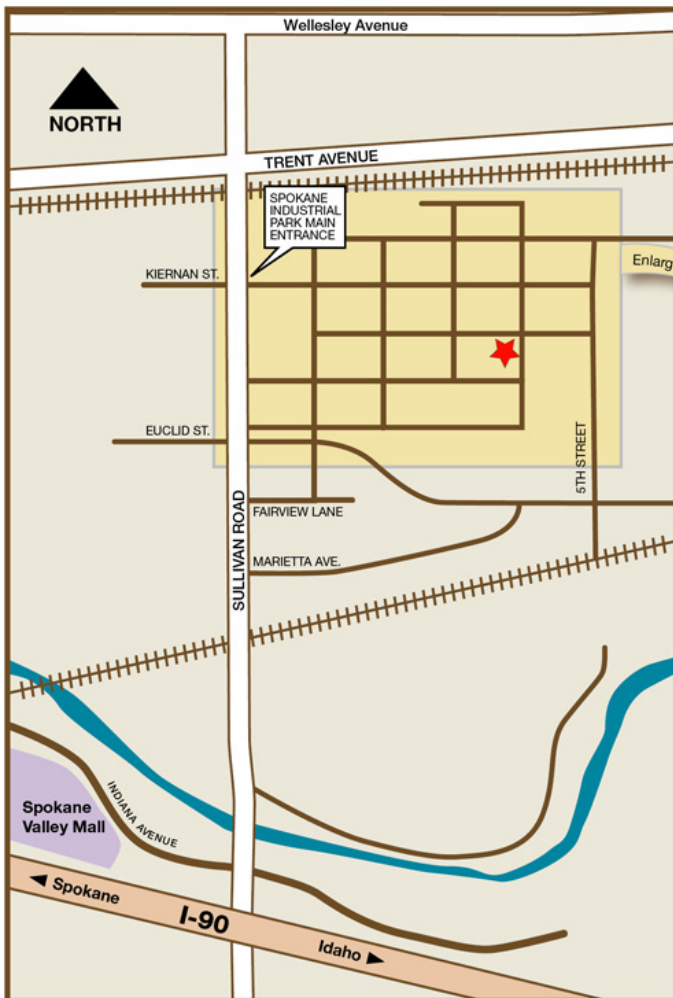 Wellesley Avenue
NORTH
TRENT AVENUE
SPOKANE
INDUSTRIAL
PARK MAIN
ENTRANCE
KIERNAN ST.
Enlarg
EUCLID ST.
5TH STREET
FAIRVIEW LANE
SULLIVAN ROAD
MARIETTA AVE.
INDIANA AVENUE
Spokane
Valley Mall
Spokane
I-90
Idaho